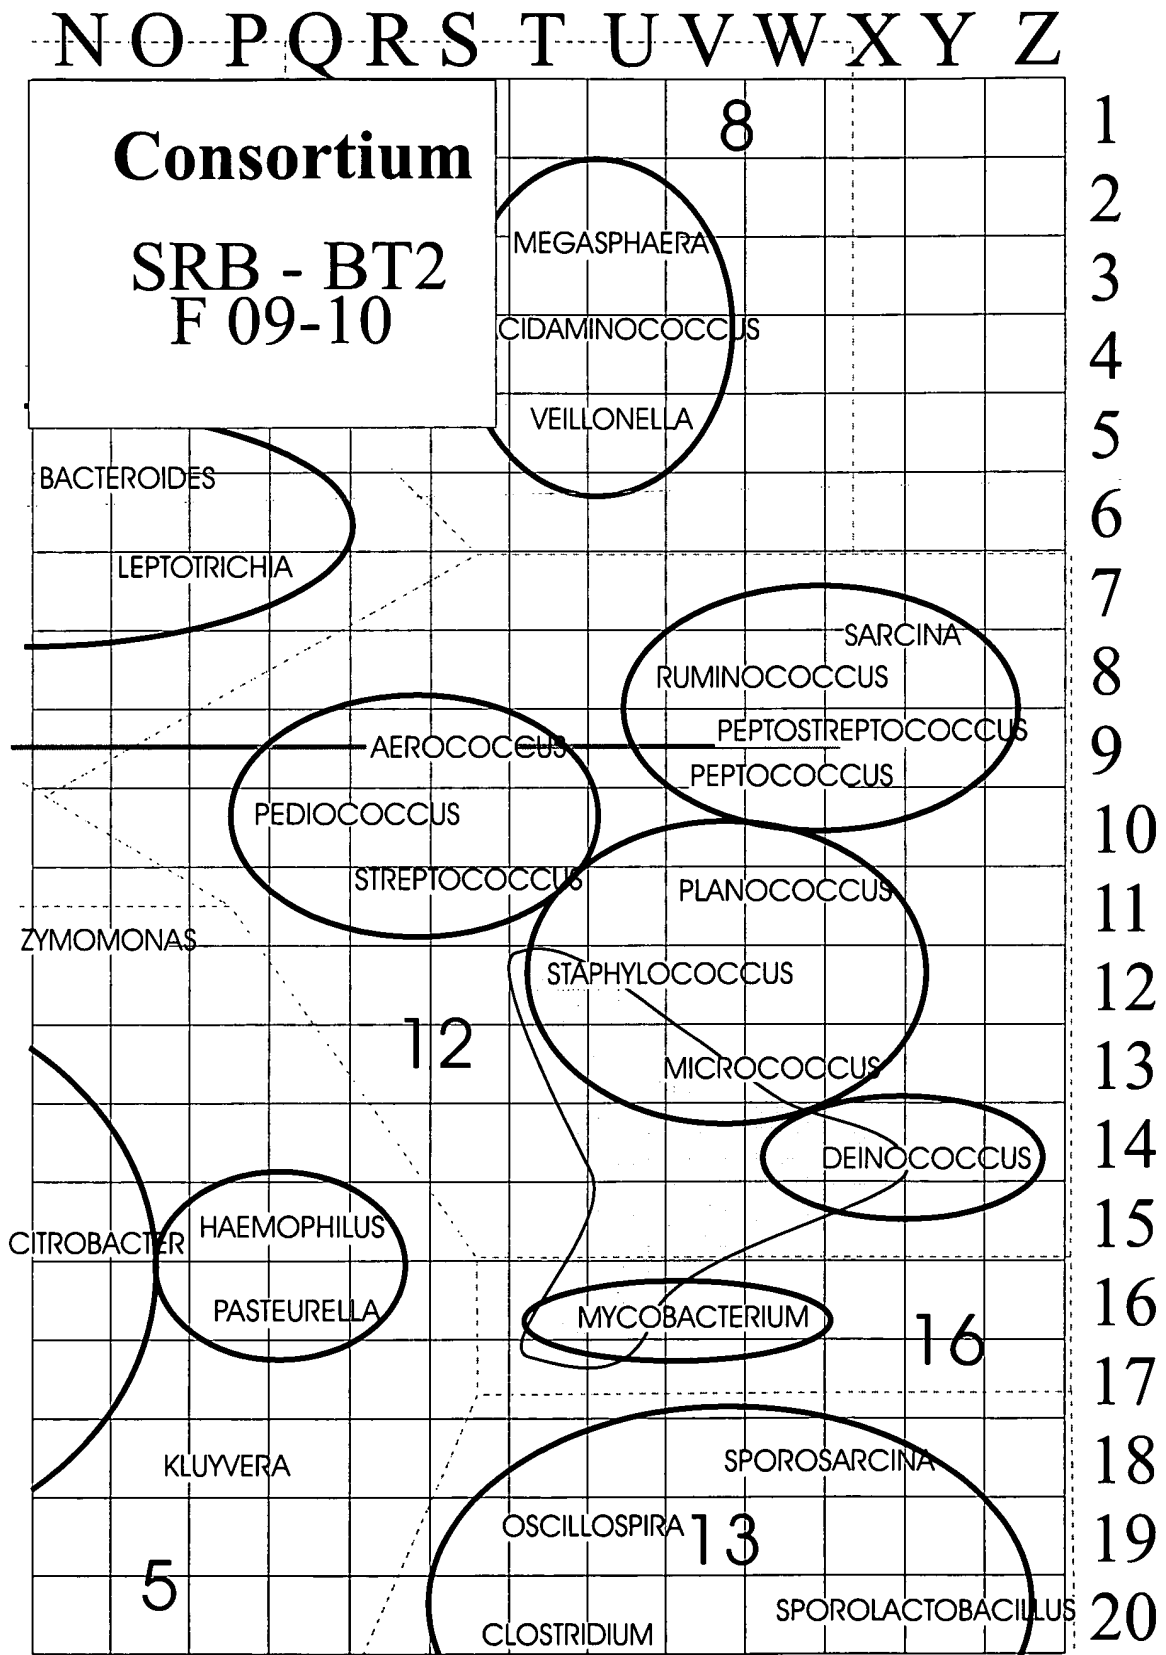 N O P Q R S T U V W X Y Z
1
8
Consortium
2
SRB - BT2
MEGASPHAERA
3
F 09-10
CIDAMINOCOCCUS
4
VEILLONELLA
5
BACTEROIDES
6
LEPTOTRICHIA
7
SARCINA
8
RUMINOCOCCUS
PEPTOSTREPTOCOCCUS
9
AEROCOCCUS
PEPTOCOCCUS
PEDIOCOCCUS
10
STREPTOCOCCUS
PLANOCOCCUS
11
ZYMOMONAS
STAPHYLOCOCCUS
12
12
MICROCOCCUS
13
DEINOCOCCUS
14
HAEMOPHILUS
15
CITROBACTER
PASTEURELLA
MYCOBACTERIUM
16
16
17
KLUYVERA
SPOROSARCINA
18
OSCILLOSPIRA
13
19
5
SPOROLACTOBACILLUS
20
CLOSTRIDIUM